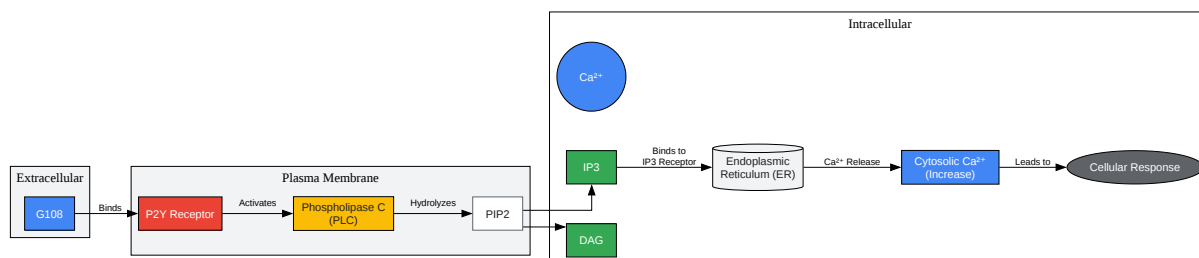 Intracellular
Ca²⁺
Extracellular
G108
Binds
Plasma Membrane
P2Y Receptor
Activates
Phospholipase C
(PLC)
Hydrolyzes
PIP2
IP3
DAG
Binds to
IP3 Receptor
Endoplasmic
Reticulum (ER)
Ca²⁺ Release
Cytosolic Ca²⁺
(Increase)
Leads to
Cellular Response